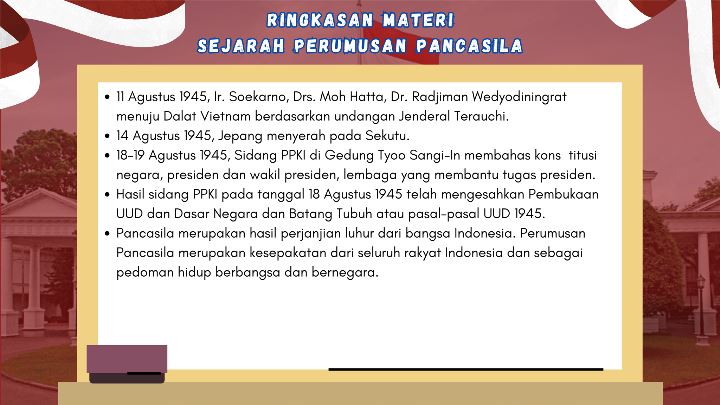 RINGKASAN MATERI
SEJARAH PERUMUSAN PANCASILA
• 11 Agustus 1945, Ir. Soekarno, Drs. Moh Hatta, Dr. Radjiman Wedyodiningrat
menuju Dalat Vietnam berdasarkan undangan Jenderal Terauchi.
• 14 Agustus 1945, Jepang menyerah pada Sekutu.
• 18-19 Agustus 1945, Sidang PPKI di Gedung Tyoo Sangi-In membahas kons titusi
negara, presiden dan wakil presiden, lembaga yang membantu tugas presiden.
• Hasil sidang PPKI pada tanggal 18 Agustus 1945 telah mengesahkan Pembukaan
UUD dan Dasar Negara dan Batang Tubuh atau pasal-pasal UUD 1945.
• Pancasila merupakan hasil perjanjian luhur dari bangsa Indonesia. Perumusan
Pancasila merupakan kesepakatan dari seluruh rakyat Indonesia dan sebagai
pedoman hidup berbangsa dan bernegara.